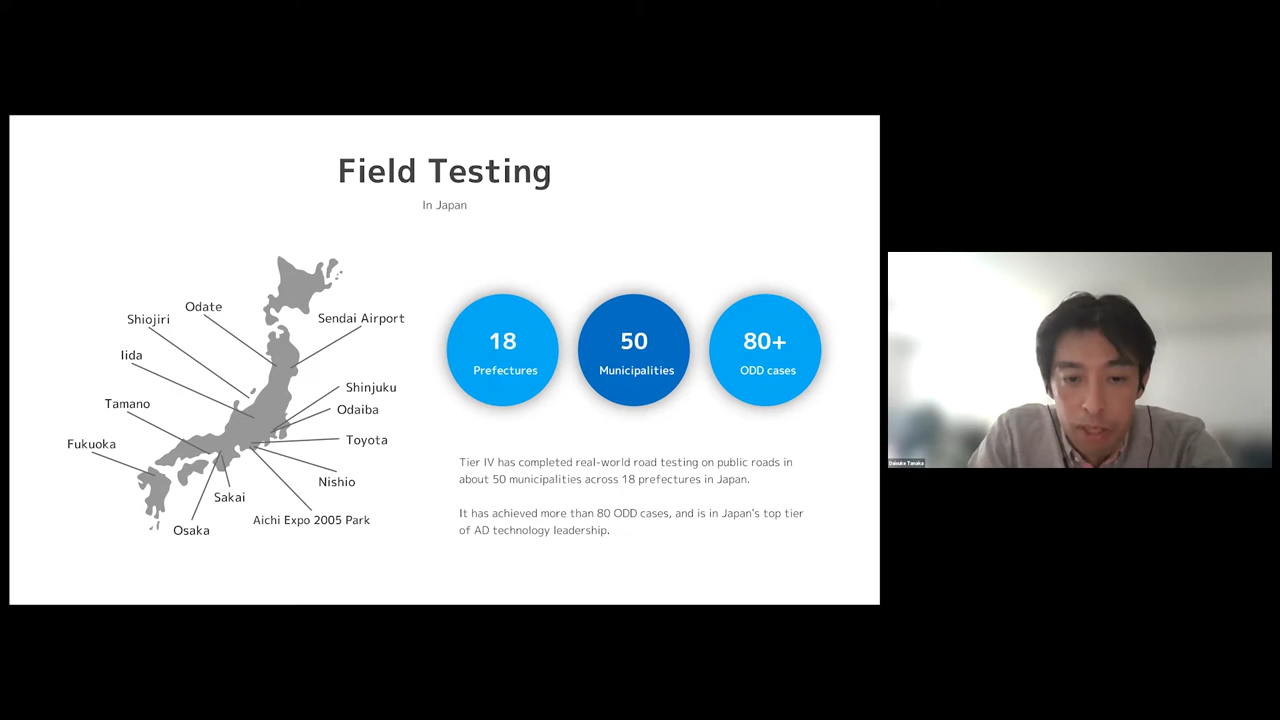 Field Testing
In Japan
Odate
Shiojiri
Sendai Airport
Iida
Shinjuku
Tamano
Odaiba
Fukuoka
Toyota
Nishio
Sakai
Aichi Expo 2005 Park
Osaka
18
Prefectures
50
Municipalities
80+
ODD cases
Tier IV has completed real-world road testing on public roads in
about 50 municipalities across 18 prefectures in Japan.
It has achieved more than 80 ODD cases, and is in Japan's top tier
of AD technology leadership.
Daisuke Tanaka